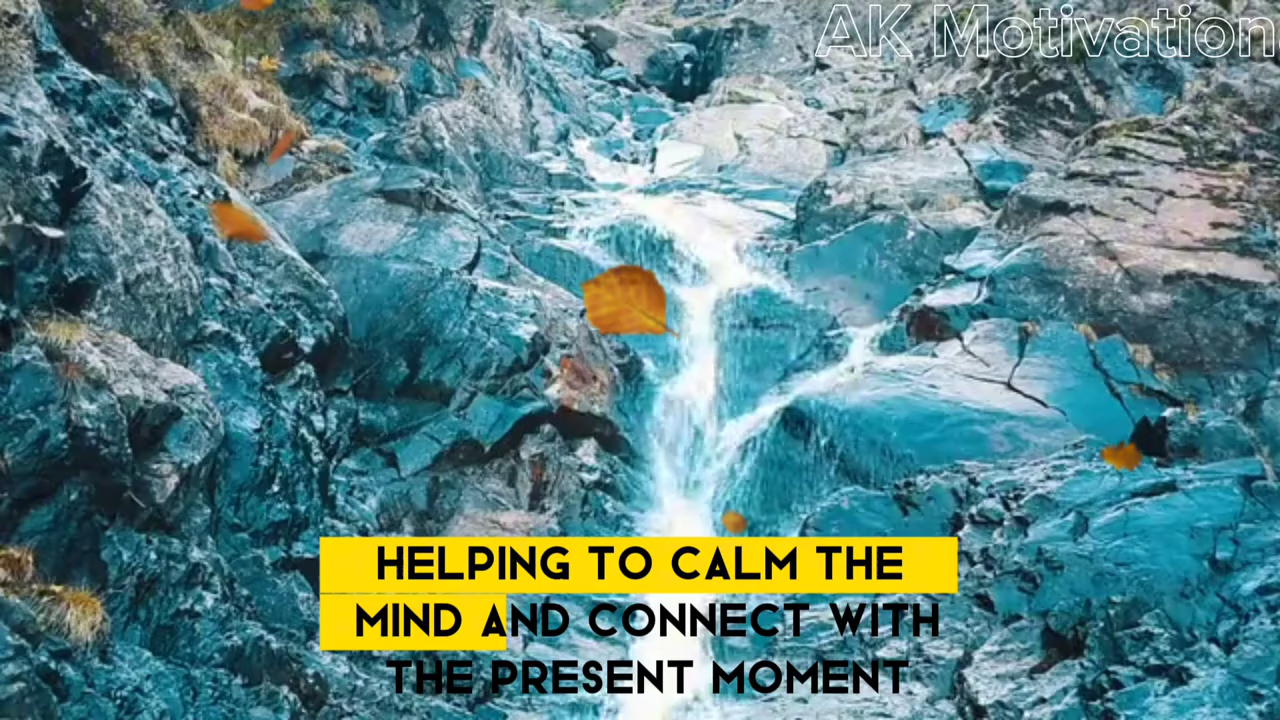 AK Motivation
HELPING TO CALM THE
MIND AND CONNECT WITH
THE PRESENT MOMENT